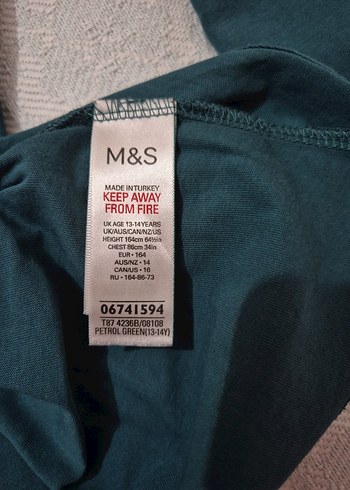 M&S
MADE IN TURKEY
KEEP AWAY
FROM FIRE
UK AGE 13-14 YEARS
UK/AUS/CAN/NZ/US
HEIGHT 164cm 64½in
CHEST 86cm 34in
EUR • 164
AUS/NZ • 14
CAN/US • 16
RU • 164-86-73
06741594
T87 4236B/08108
PETROL GREEN(13-14Y)